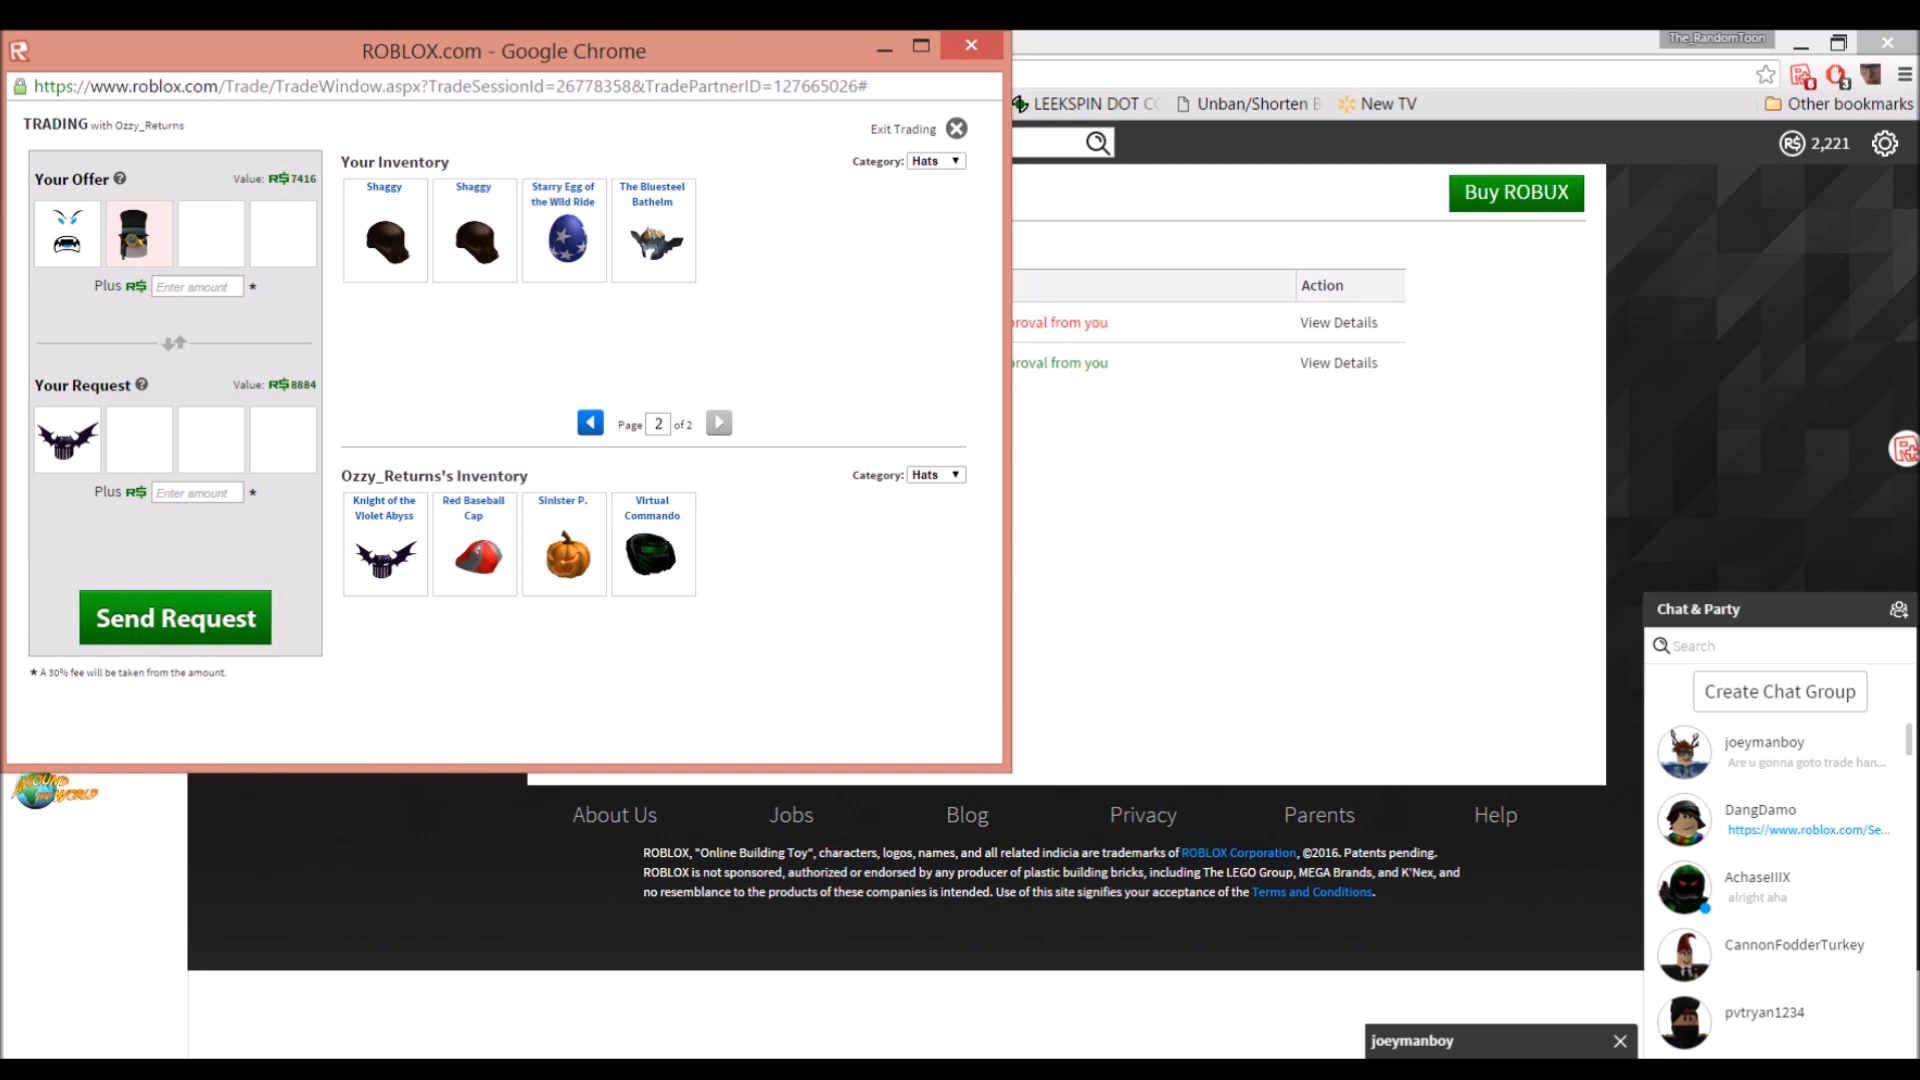 ROBLOX.com - Google Chrome
The_RandomToon
https://www.roblox.com/Trade/TradeWindow.aspx?TradeSessionId=26778358&TradePartnerID=127665026#
LEEKSPIN DOT C
Unban/Shorten B
New TV
Other bookmarks
TRADING with Ozzy_Returns
Exit Trading
R$ 2,221
Buy ROBUX
Your Offer
Value: R$7416
Plus R$ Enter amount *
Your Request
Value: R$8884
Plus R$ Enter amount *
Send Request
* A 30% fee will be taken from the amount.
Your Inventory
Category: Hats
Shaggy
Shaggy
Starry Egg of
the Wild Ride
The Bluesteel
Bathelm
Page 2 of 2
Ozzy_Returns's Inventory
Category: Hats
Knight of the
Violet Abyss
Red Baseball
Cap
Sinister P.
Virtual
Commando
Action
proval from you
View Details
proval from you
View Details
AROUND
THE WORLD
About Us
Jobs
Blog
Privacy
Parents
Help
ROBLOX, "Online Building Toy", characters, logos, names, and all related indicia are trademarks of ROBLOX Corporation, ©2016. Patents pending.
ROBLOX is not sponsored, authorized or endorsed by any producer of plastic building bricks, including The LEGO Group, MEGA Brands, and K'Nex, and
no resemblance to the products of these companies is intended. Use of this site signifies your acceptance of the Terms and Conditions.
Chat & Party
Search
Create Chat Group
joeymanboy
Are u gonna goto trade han...
DangDamo
https://www.roblox.com/Se...
AchaseIIIX
alright aha
CannonFodderTurkey
pvtryan1234
joeymanboy